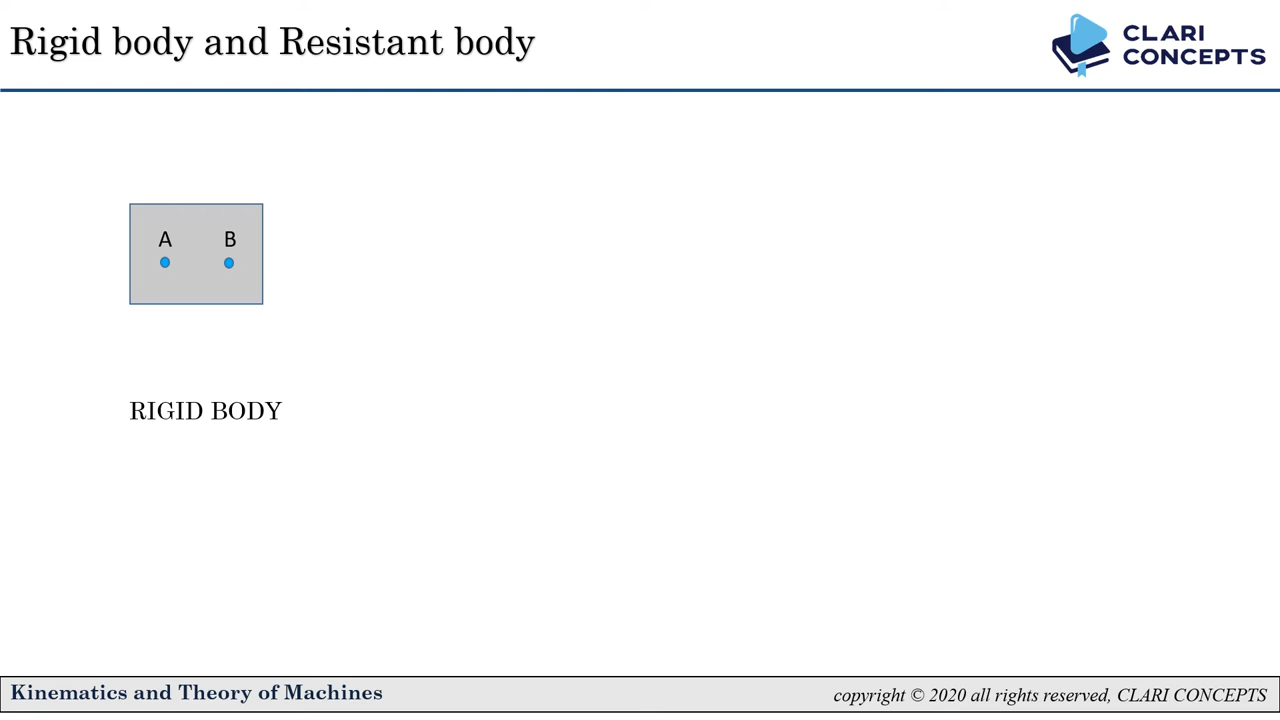 Rigid body and Resistant body
CLARI
CONCEPTS
A B
RIGID BODY
Kinematics and Theory of Machines
copyright © 2020 all rights reserved, CLARI CONCEPTS